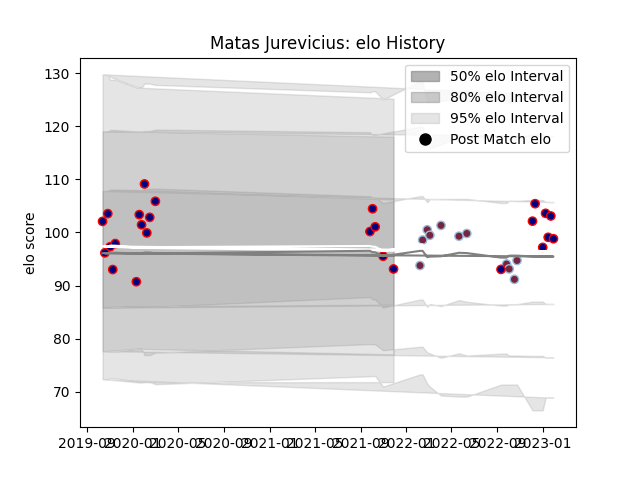 Matas Jurevicius: elo History
130
120
110
100
90
80
70
elo score
50% elo Interval
80% elo Interval
95% elo Interval
Post Match elo
2019-09 2020-01 2020-05 2020-09 2021-01 2021-05 2021-09 2022-01 2022-05 2022-09 2023-01